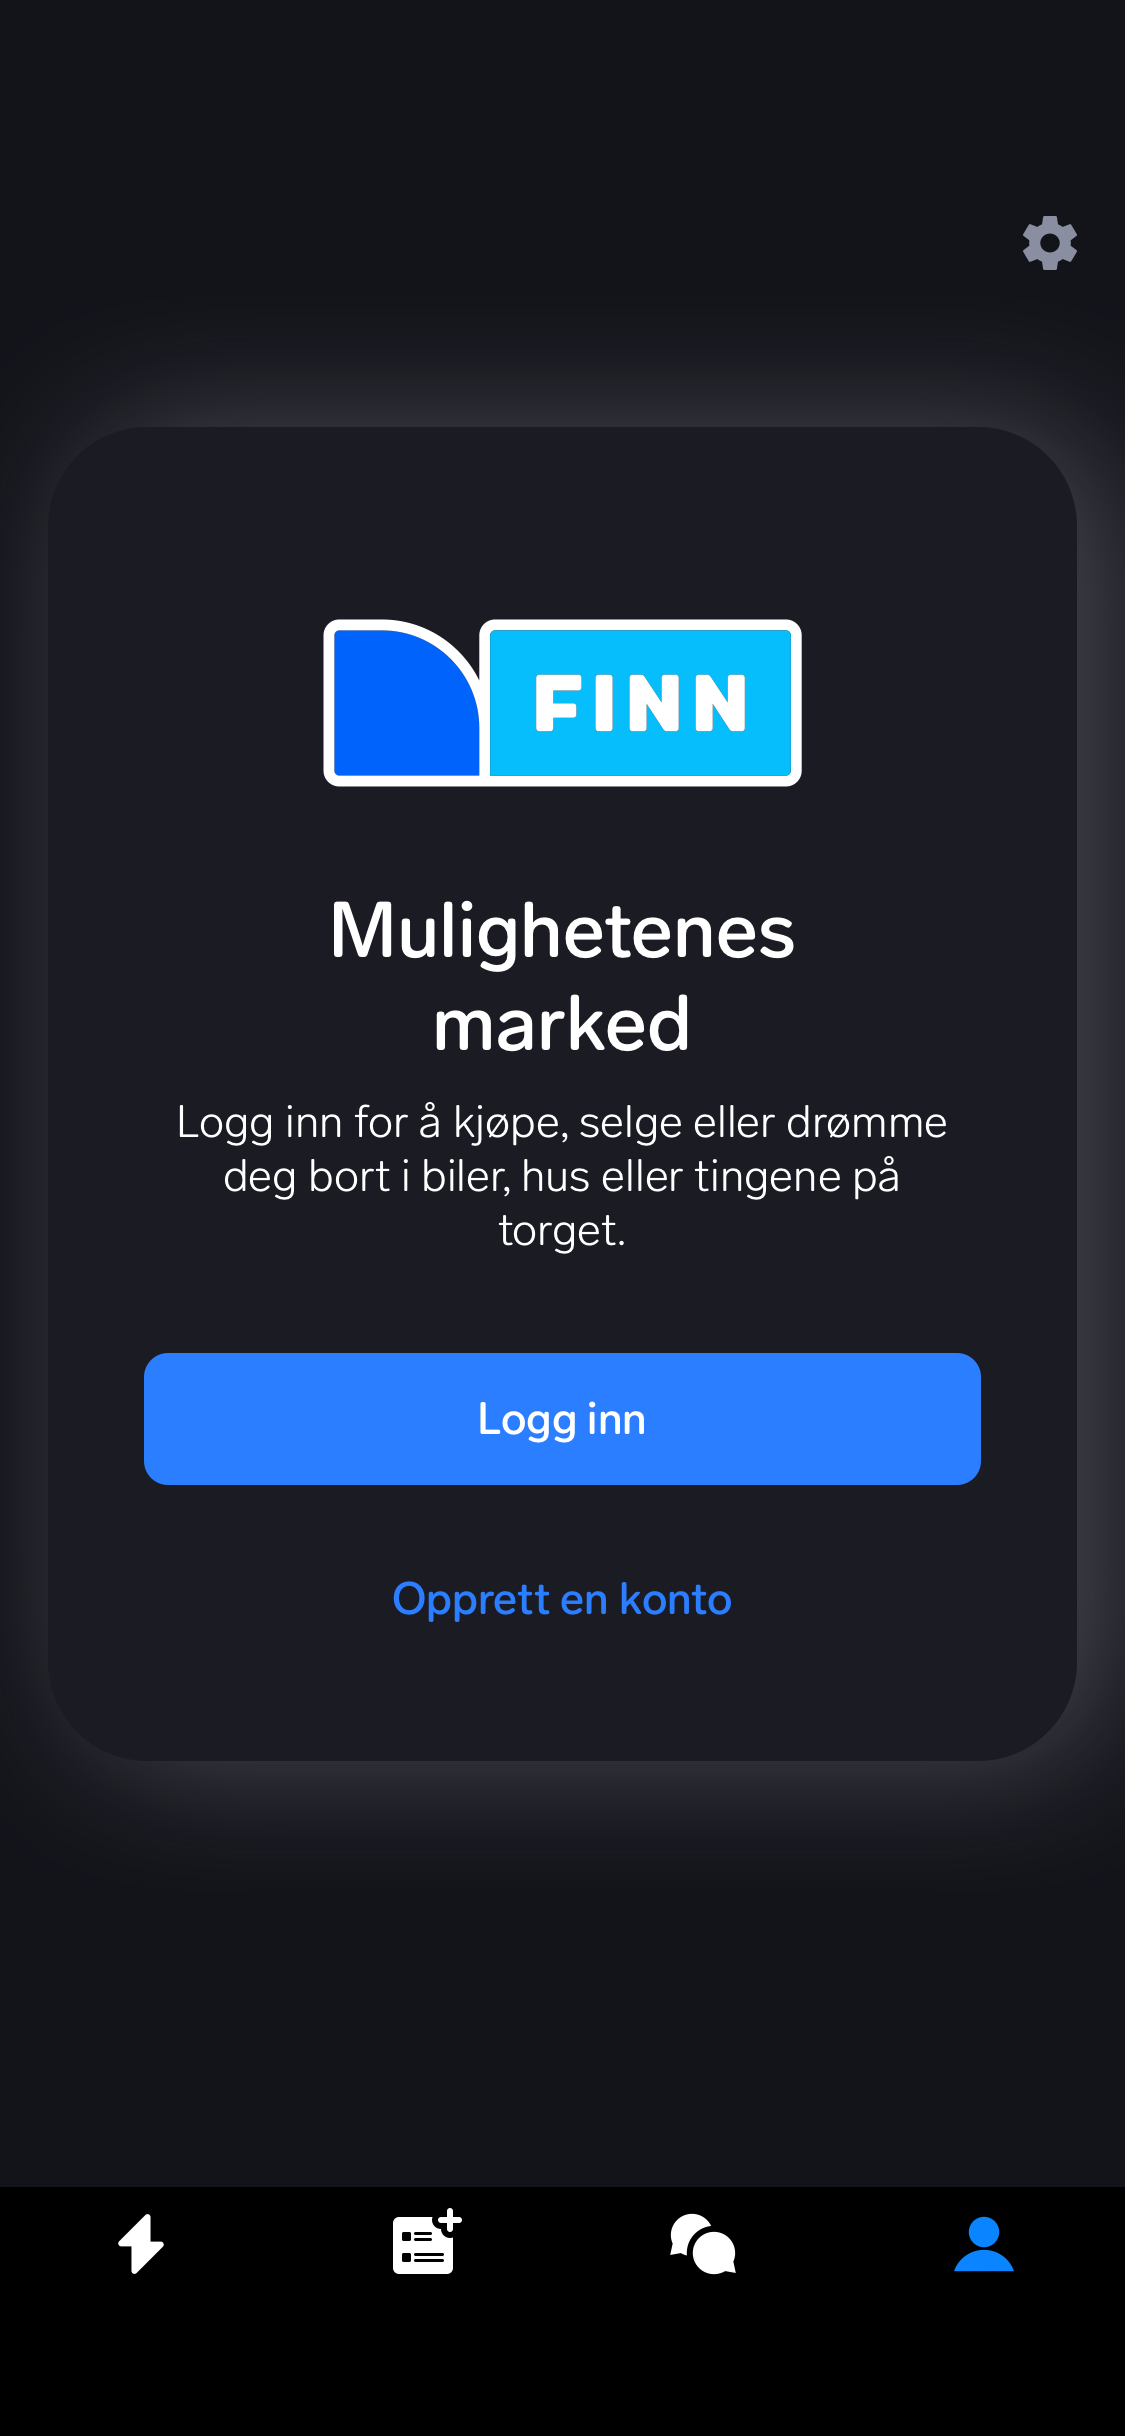 FINN
Mulighetenes
marked
Logg inn for å kjøpe, selge eller drømme
deg bort i biler, hus eller tingene på
torget.
Logg inn
Opprett en konto